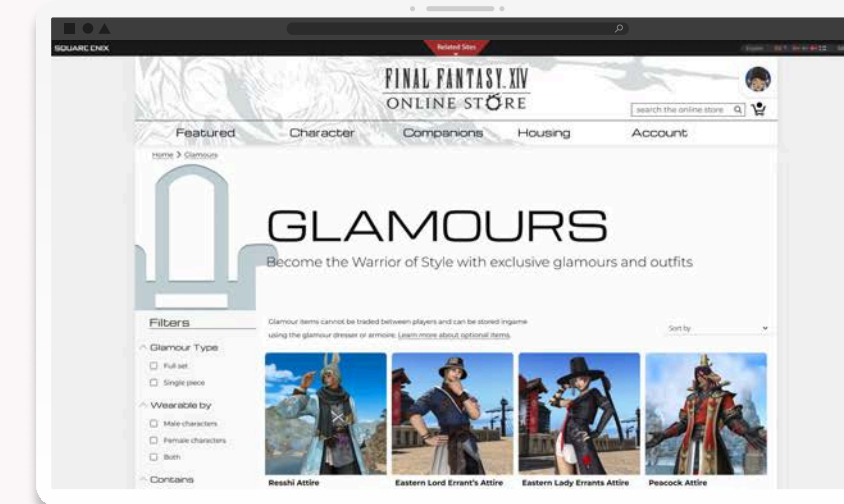 SQUARE ENIX
Related Sites
FINAL FANTASY XIV
ONLINE STORE
search the online store
Featured Character Companions Housing Account
Home > Glamours
GLAMOURS
Become the Warrior of Style with exclusive glamours and outfits
Filters
Glamour items cannot be traded between players and can be stored ingame
using the glamour dresser or armoire. Learn more about optional items.
Sort by
Glamour Type
Full set
Single piece
Wearable by
Male characters
Female characters
Both
Contains
Resshi Attire
Eastern Lord Errant's Attire
Eastern Lady Errants Attire
Peacock Attire